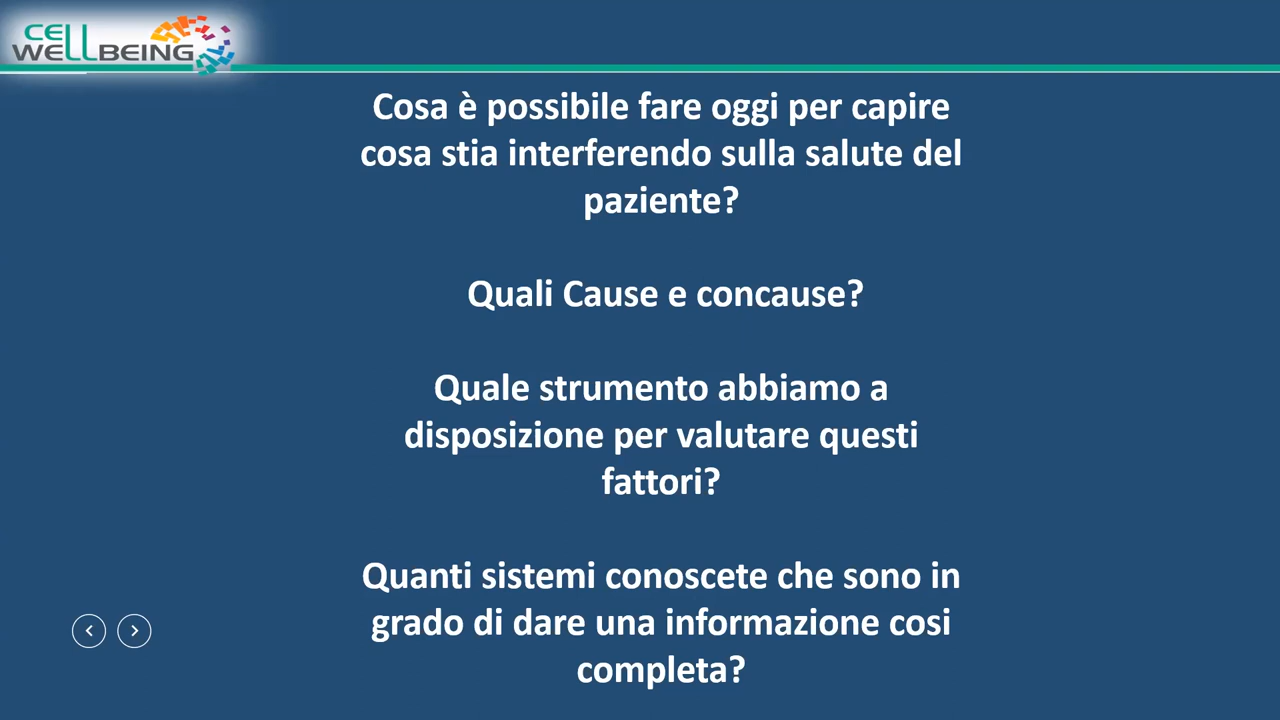 CELL
WELLBEING
Cosa è possibile fare oggi per capire
cosa stia interferendo sulla salute del
paziente?
Quali Cause e concause?
Quale strumento abbiamo a
disposizione per valutare questi
fattori?
Quanti sistemi conoscete che sono in
grado di dare una informazione cosi
completa?